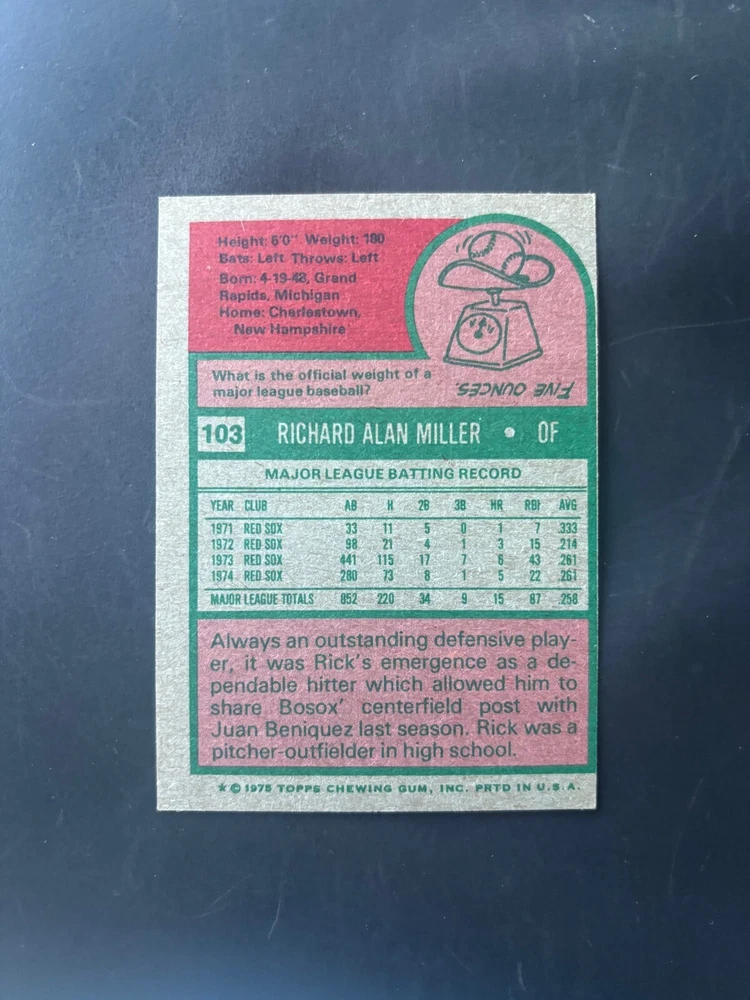 Height: 6'0" Weight: 180
Bats: Left Throws: Left
Born: 4-19-48, Grand
Rapids, Michigan
Home: Charlestown,
New Hampshire
What is the official weight of a
major league baseball?
FIVE OUNCES.
103 RICHARD ALAN MILLER • OF
MAJOR LEAGUE BATTING RECORD
YEAR CLUB AB H 2B 3B HR RBI AVG
1971 RED SOX 33 11 5 0 1 7 .333
1972 RED SOX 98 21 4 1 3 15 .214
1973 RED SOX 441 115 17 7 6 43 .261
1974 RED SOX 280 73 8 1 5 22 .261
MAJOR LEAGUE TOTALS 852 220 34 9 15 87 .258
Always an outstanding defensive play-
er, it was Rick's emergence as a de-
pendable hitter which allowed him to
share Bosox' centerfield post with
Juan Beniquez last season. Rick was a
pitcher-outfielder in high school.
★ © 1975 TOPPS CHEWING GUM, INC. PRTD IN U.S.A.